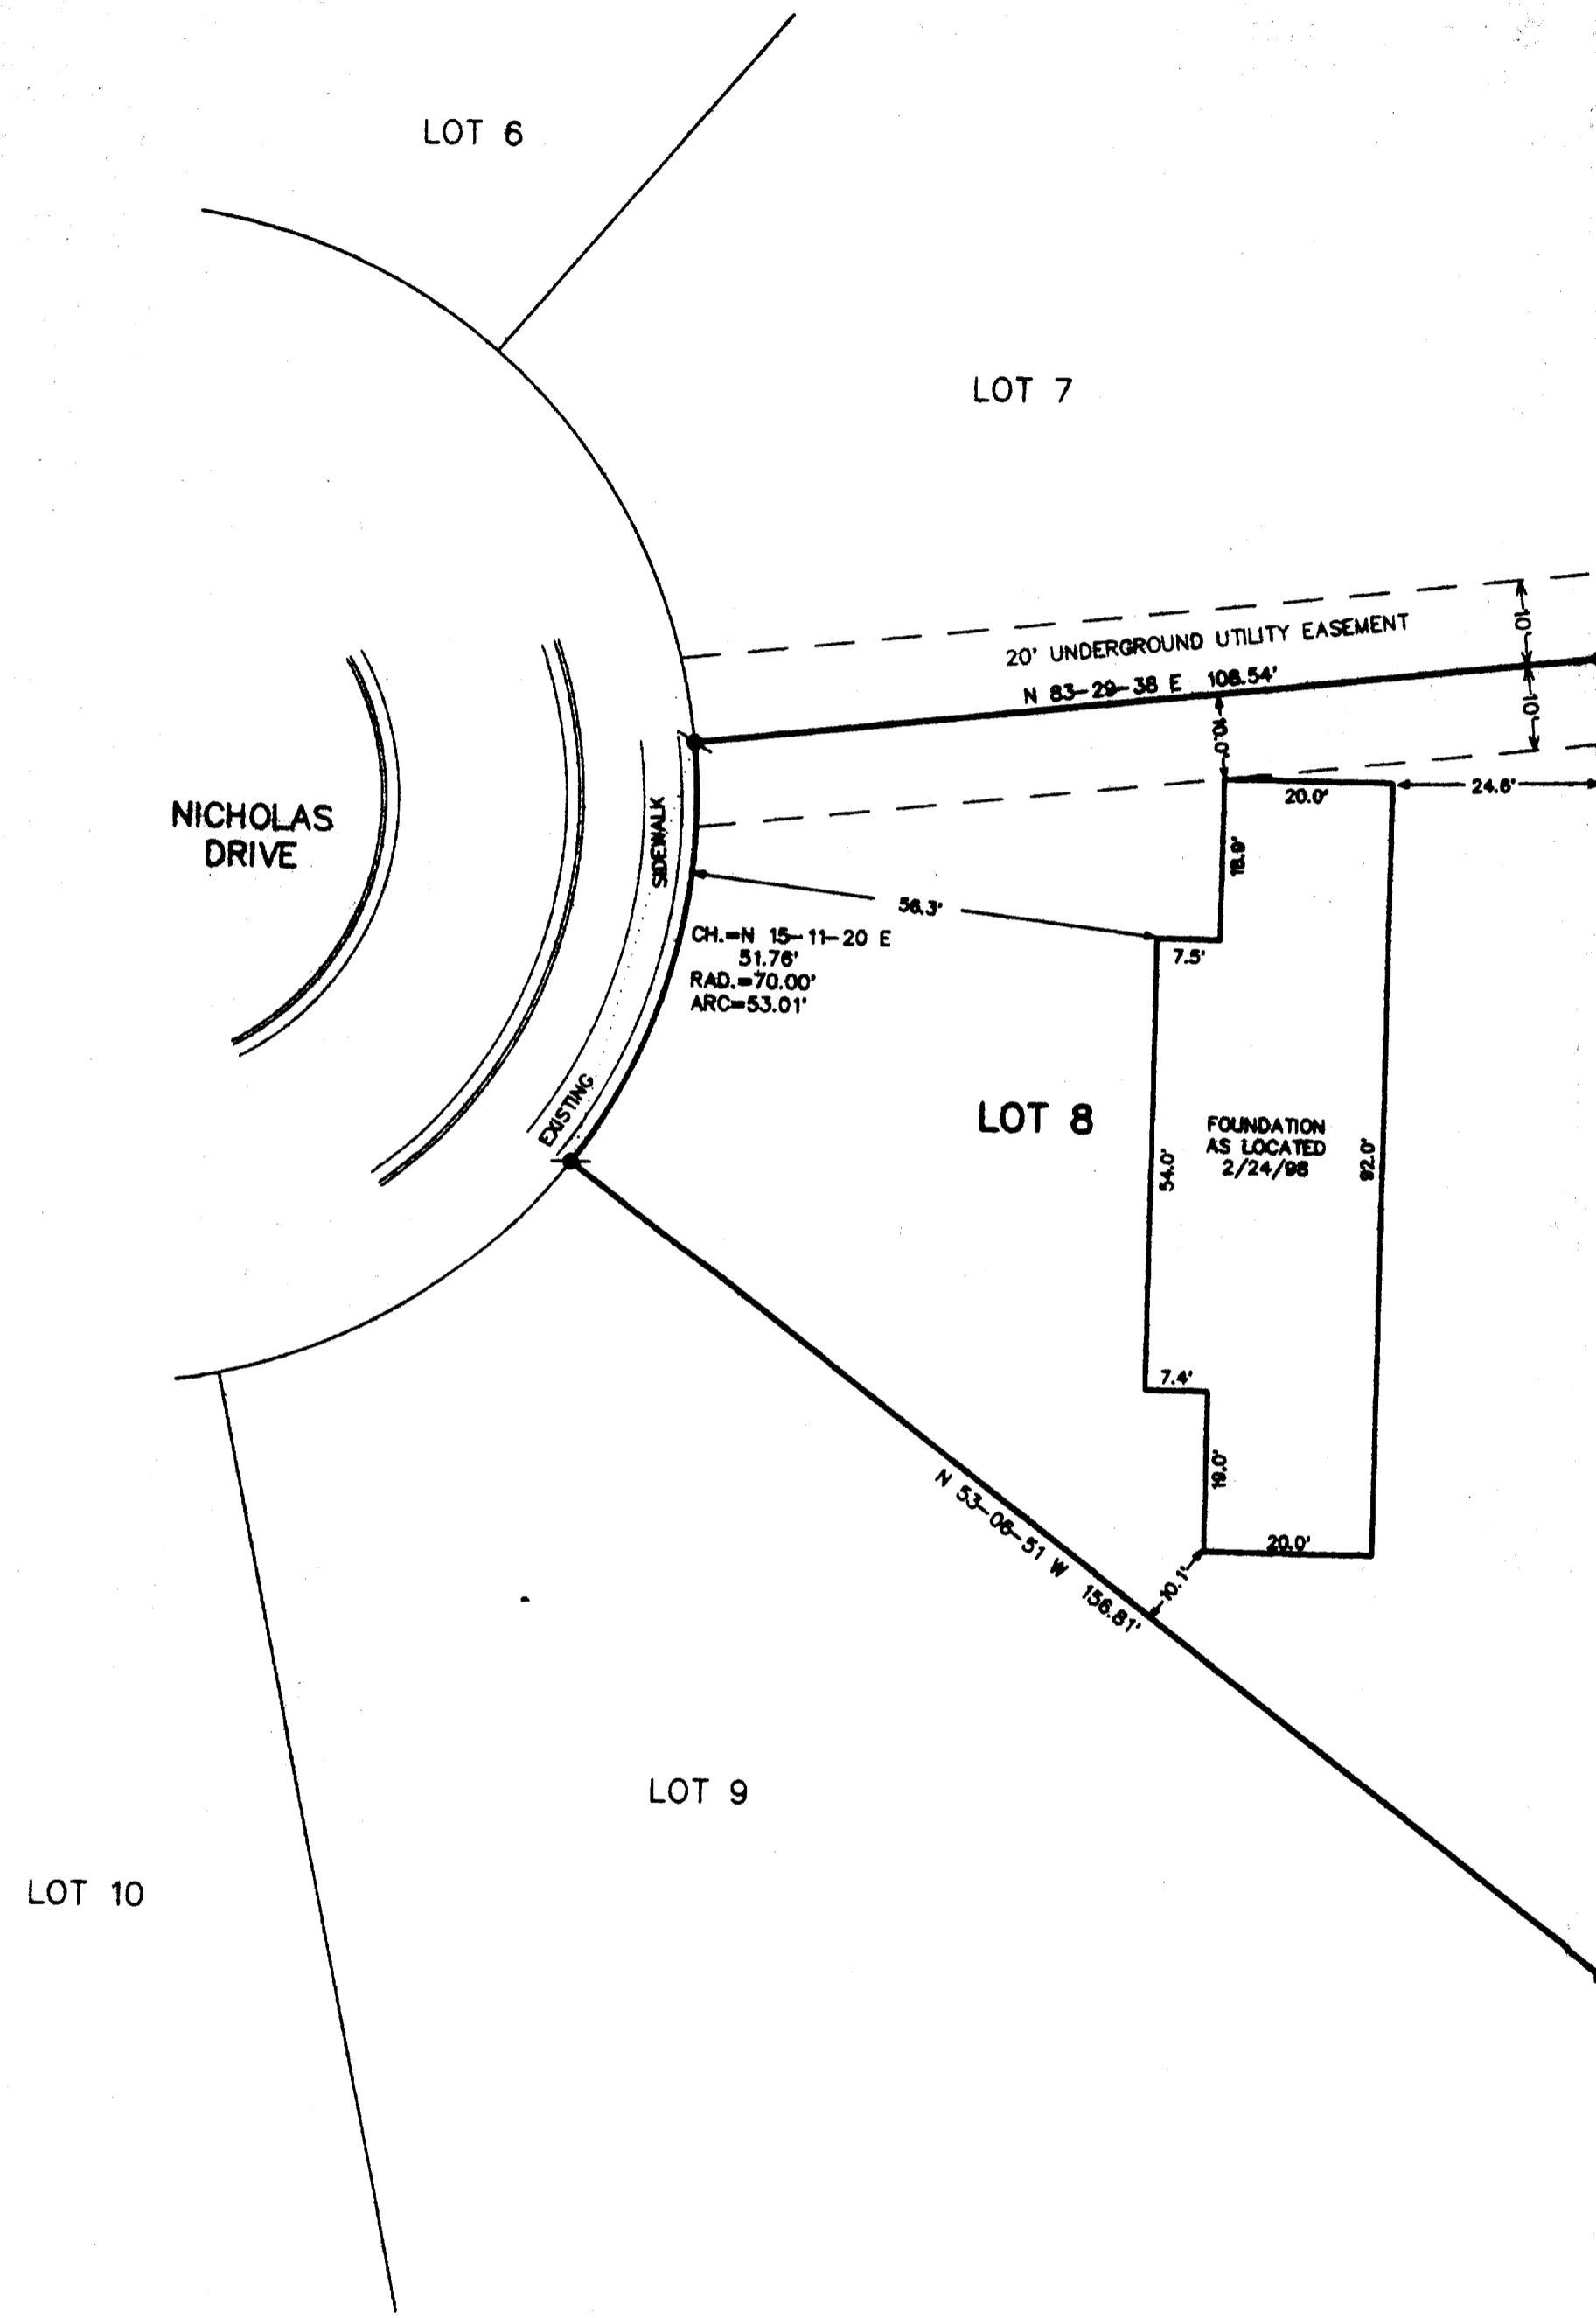 LOT 6
LOT 7
20' UNDERGROUND UTILITY EASEMENT
N 83-29-38 E 108.54'
10'
10'
10.0'
20.0'
24.6'
NICHOLAS
DRIVE
SIDEWALK
18.9'
56.3'
7.5'
CH.=N 15-11-20 E
51.76'
RAD.=70.00'
ARC=53.01'
EXISTING
LOT 8
FOUNDATION
AS LOCATED
2/24/98
54.0'
92.0'
7.4'
19.0'
20.0'
10.1'
N 53-06-51 W 156.81'
LOT 9
LOT 10